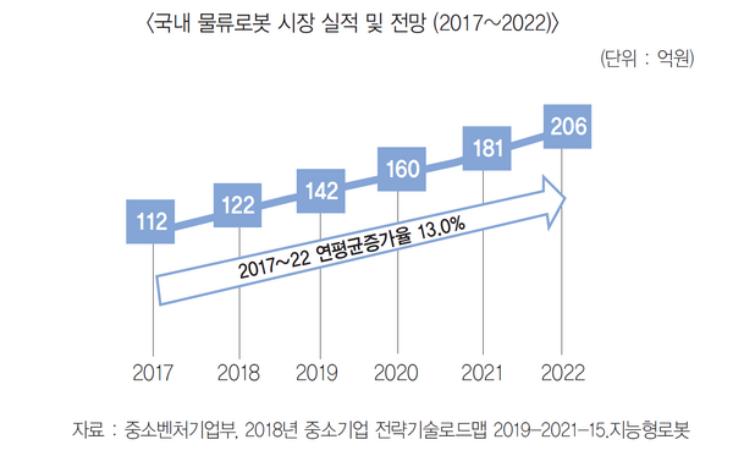 〈국내 물류로봇 시장 실적 및 전망 (2017~2022)〉
(단위 : 억원)
112 122 142 160 181 206
2017~22 연평균증가율 13.0%
2017 2018 2019 2020 2021 2022
자료 : 중소벤처기업부, 2018년 중소기업 전략기술로드맵 2019-2021-15.지능형로봇